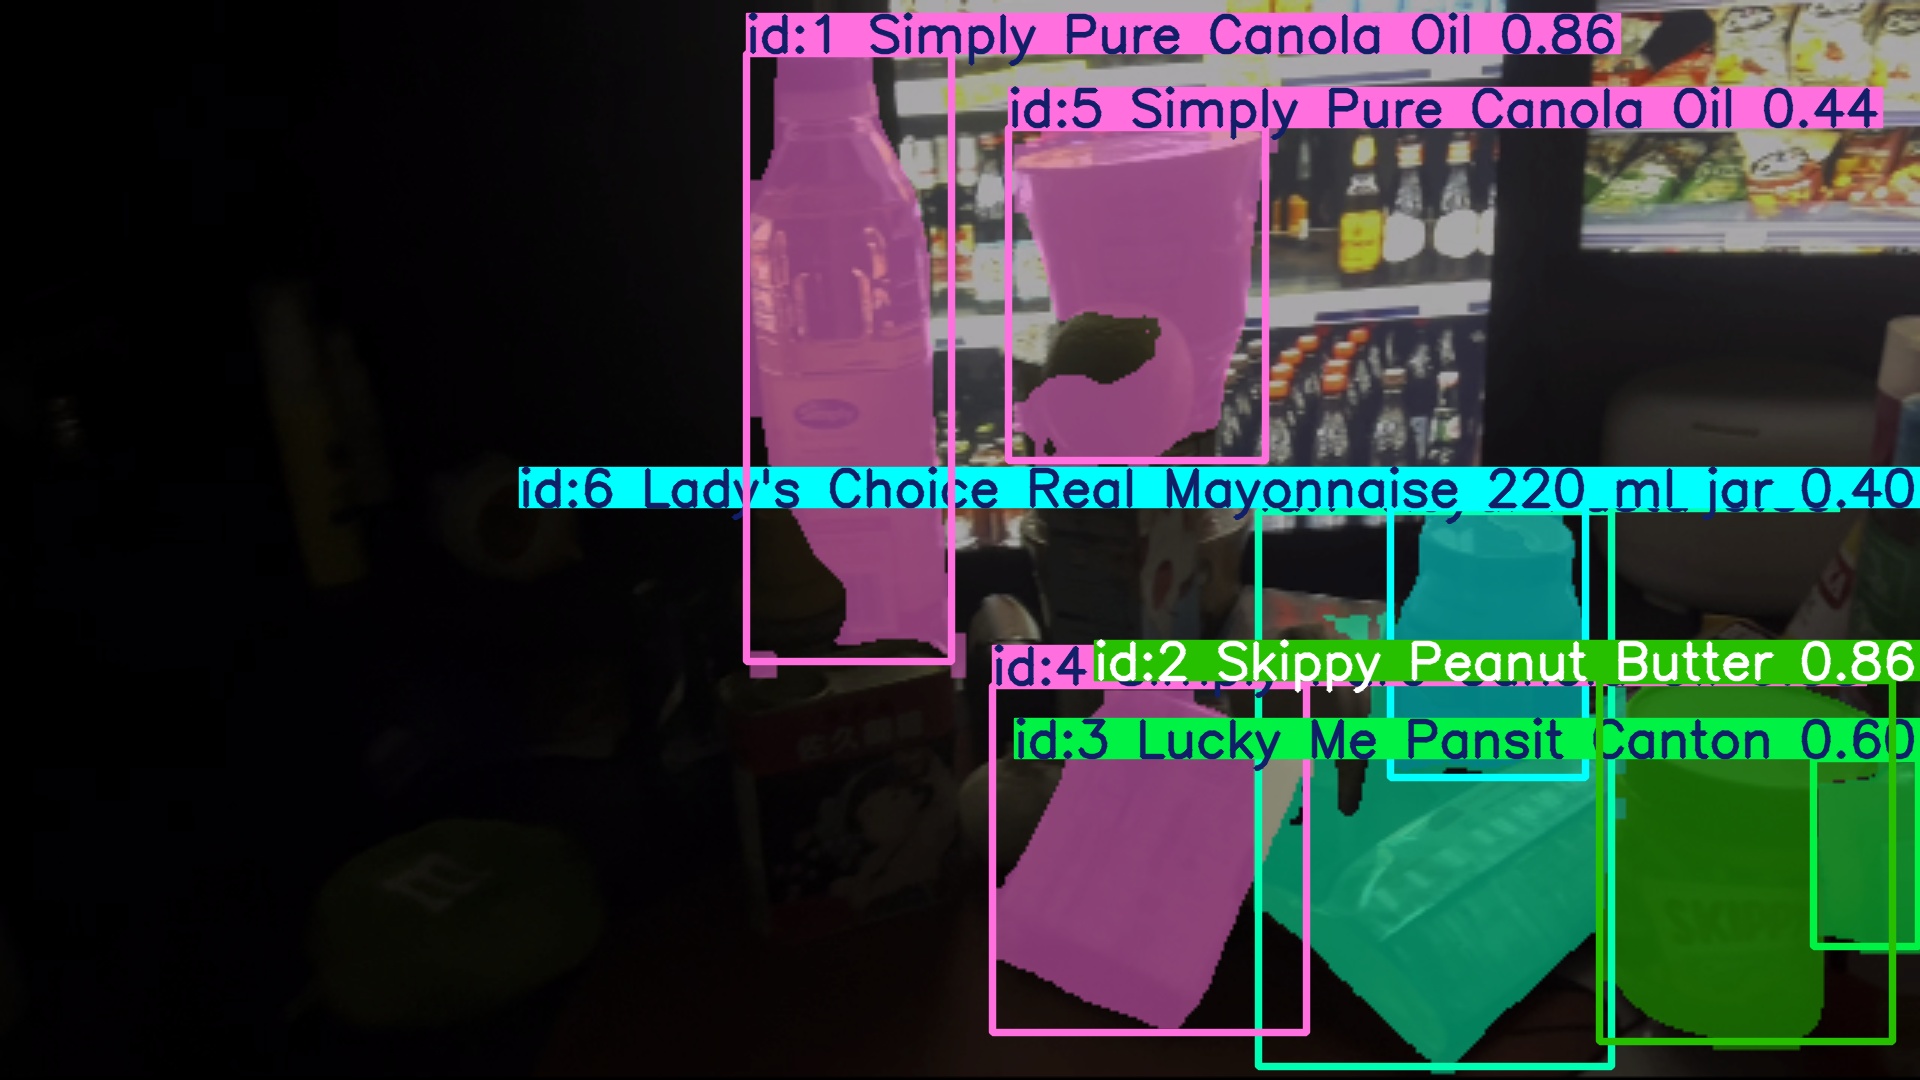 id:1 Simply Pure Canola Oil 0.86
id:5 Simply Pure Canola Oil 0.44
id:6 Lady's Choice Real Mayonnaise 220 ml jar 0.40
id:4
id:2 Skippy Peanut Butter 0.86
id:3 Lucky Me Pansit Canton 0.60
SKIPPY
m